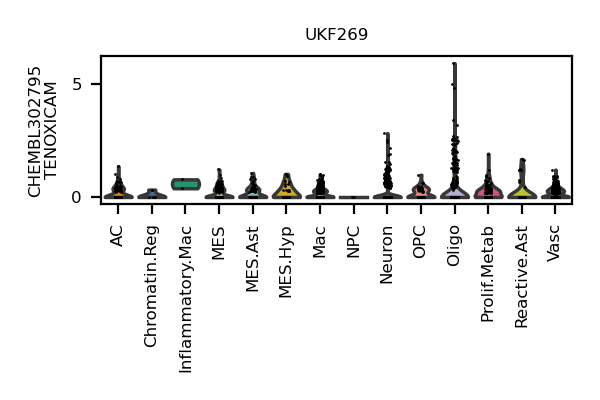 UKF269
CHEMBL302795
TENOXICAM
5
0
AC
Chromatin.Reg
Inflammatory.Mac
MES
MES.Ast
MES.Hyp
Mac
NPC
Neuron
OPC
Oligo
Prolif.Metab
Reactive.Ast
Vasc